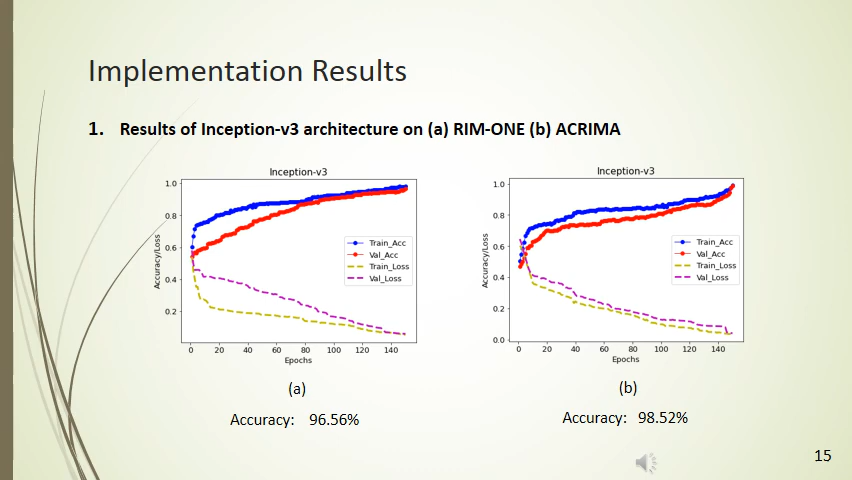 Implementation Results
1. Results of Inception-v3 architecture on (a) RIM-ONE (b) ACRIMA
Inception-v3
1.0
0.8
0.6
0.4
0.2
Accuracy/Loss
Train_Acc
Val_Acc
Train_Loss
Val_Loss
0 20 40 60 80 100 120 140
Epochs
(a)
Accuracy: 96.56%
Inception-v3
1.0
0.8
0.6
0.4
0.2
0.0
Accuracy/Loss
Train_Acc
Val_Acc
Train_Loss
Val_Loss
0 20 40 60 80 100 120 140
Epochs
(b)
Accuracy: 98.52%
15